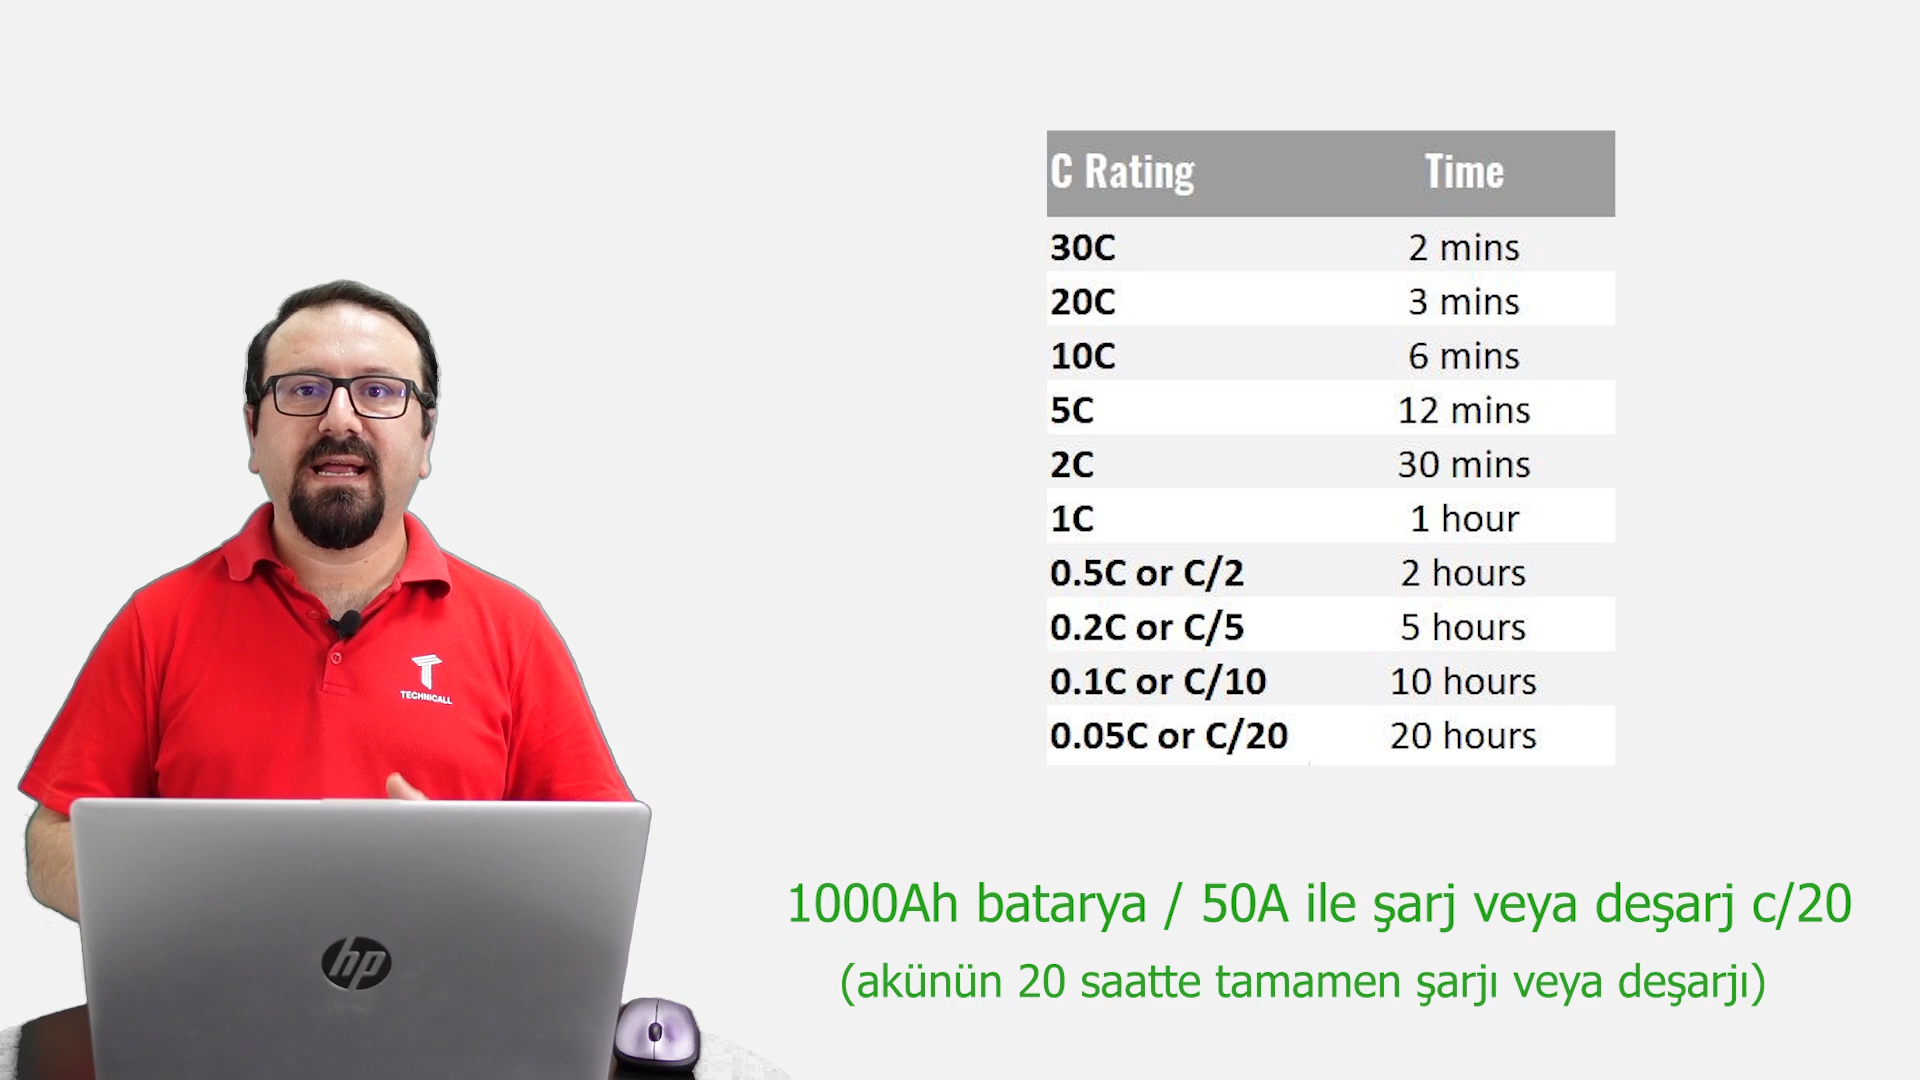 C Rating Time
30C 2 mins
20C 3 mins
10C 6 mins
5C 12 mins
2C 30 mins
1C 1 hour
0.5C or C/2 2 hours
0.2C or C/5 5 hours
0.1C or C/10 10 hours
0.05C or C/20 20 hours
TECHNICALL
1000Ah batarya / 50A ile şarj veya deşarj c/20
hp
(akünün 20 saatte tamamen şarjı veya deşarjı)